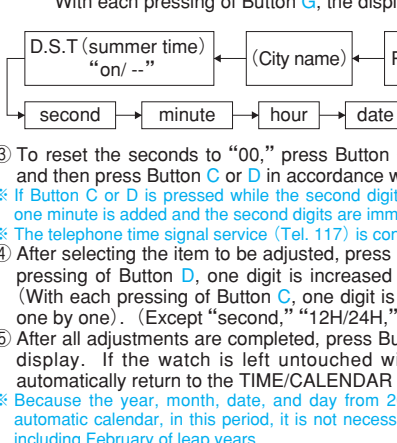 With each pressing of Button G, the displ
D.S.T (summer time)
“on/ --”
(City name)
second
minute
hour
date
③ To reset the seconds to “00,” press Button
and then press Button C or D in accordance w
※ If Button C or D is pressed while the second digit
one minute is added and the second digits are imm
※ The telephone time signal service (Tel. 117) is con
④ After selecting the item to be adjusted, press
pressing of Button D, one digit is increased
(With each pressing of Button C, one digit is
one by one). (Except “second,” “12H/24H,”
⑤ After all adjustments are completed, press Bu
display. If the watch is left untouched wi
automatically return to the TIME/CALENDAR
※ Because the year, month, date, and day from 2
automatic calendar, in this period, it is not necess
including February of leap years.